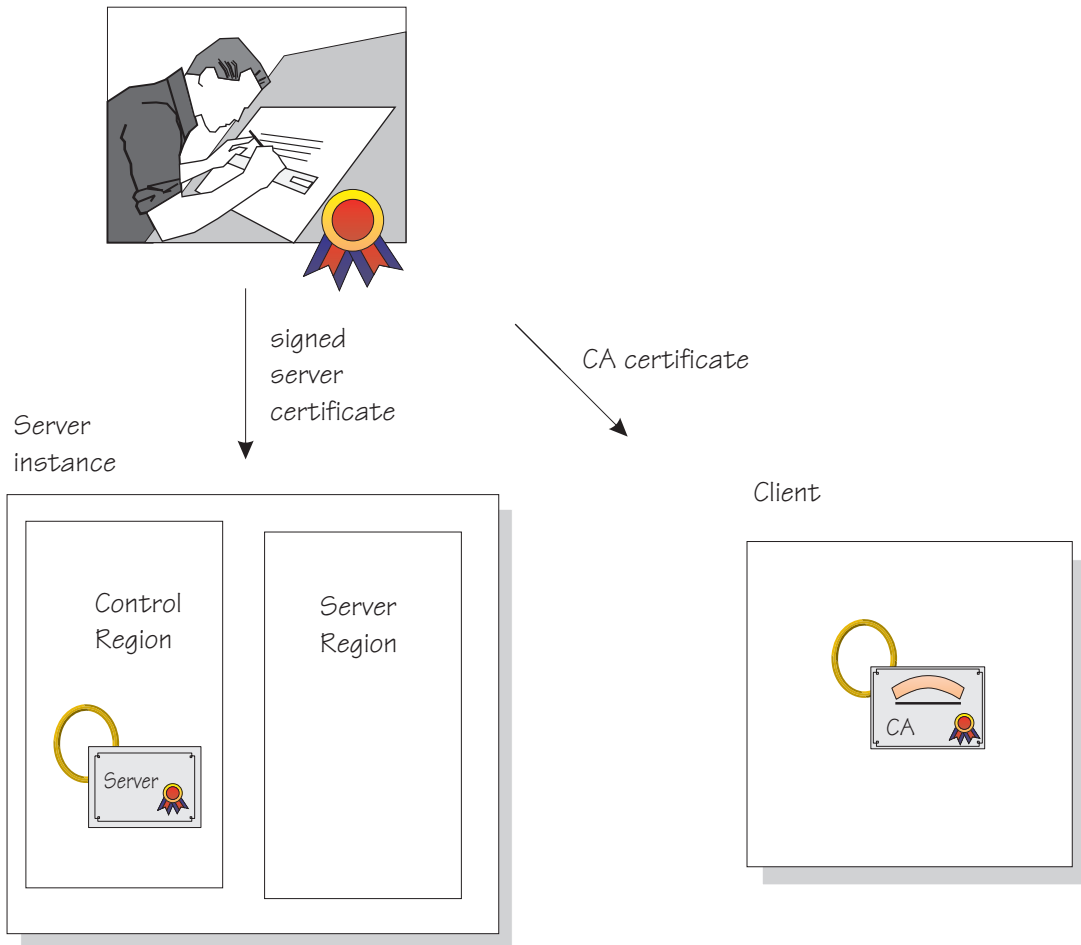 signed
server
certificate
CA certificate
Server
instance
Client
Control
Region
Server
Region
Server
CA